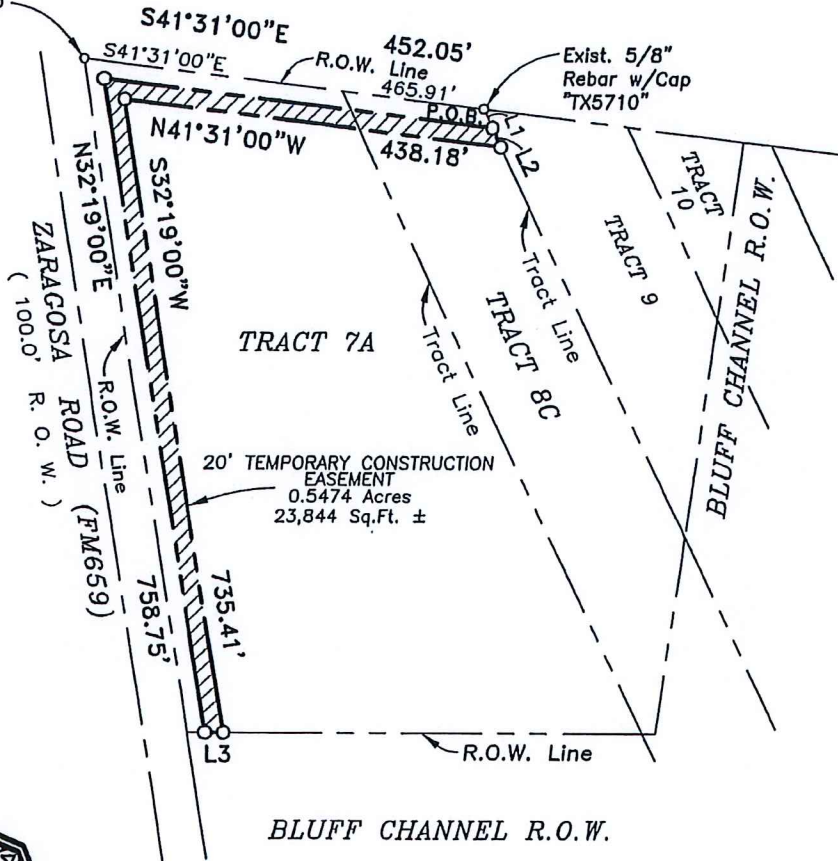 S41°31'00"E
S41°31'00"E
452.05'
R.O.W. Line
465.91'
Exist. 5/8"
Rebar w/Cap
"TX5710"
P.O.B.
L1
L2
N41°31'00"W
438.18'
N32°19'00"E
S32°19'00"W
ZARAGOSA ROAD (FM659)
( 100.0' R. O. W. )
R.O.W. Line
TRACT 7A
Tract Line
TRACT 8C
Tract Line
TRACT 9
TRACT
10
BLUFF CHANNEL R.O.W.
20' TEMPORARY CONSTRUCTION
EASEMENT
0.5474 Acres
23,844 Sq.Ft. ±
758.75'
735.41'
L3
R.O.W. Line
BLUFF CHANNEL R.O.W.